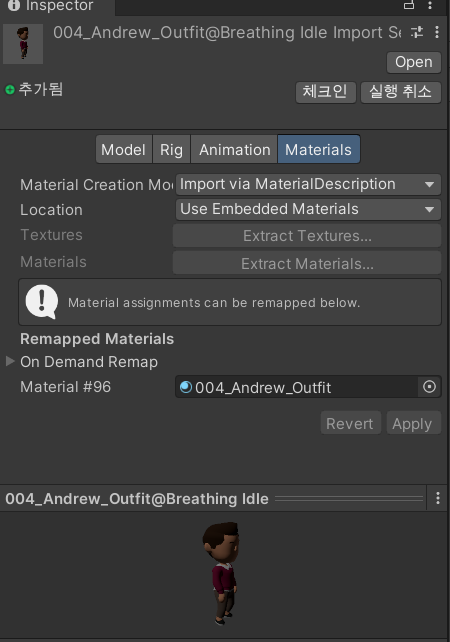 Inspector
004_Andrew_Outfit@Breathing Idle Import Se
Open
추가됨
체크인
실행 취소
Model
Rig
Animation
Materials
Material Creation Mod
Import via MaterialDescription
Location
Use Embedded Materials
Textures
Extract Textures...
Materials
Extract Materials...
Material assignments can be remapped below.
Remapped Materials
On Demand Remap
Material #96
004_Andrew_Outfit
Revert
Apply
004_Andrew_Outfit@Breathing Idle